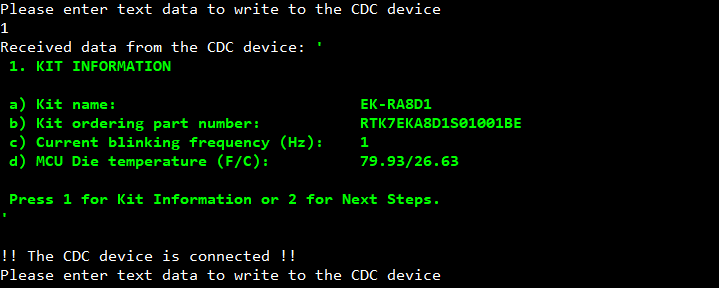 Please enter text data to write to the CDC device
1
Received data from the CDC device: '
1. KIT INFORMATION
a) Kit name: EK-RA8D1
b) Kit ordering part number: RTK7EKA8D1S01001BE
c) Current blinking frequency (Hz): 1
d) MCU Die temperature (F/C): 79.93/26.63
Press 1 for Kit Information or 2 for Next Steps.
'
!! The CDC device is connected !!
Please enter text data to write to the CDC device